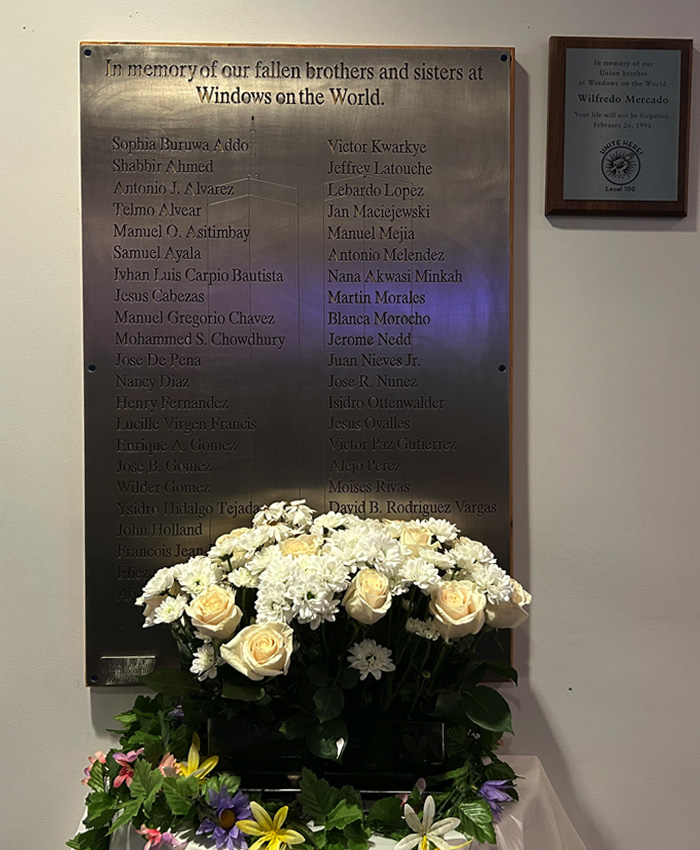 In memory of our fallen brothers and sisters at
Windows on the World.
Sophia Buruwa Addo
Shabbir Ahmed
Antonio J. Alvarez
Telmo Alvear
Manuel O. Asitimbay
Samuel Ayala
Ivhan Luis Carpio Bautista
Jesus Cabezas
Manuel Gregorio Chavez
Mohammed S. Chowdhury
Jose De Pena
Nancy Diaz
Henry Fernandez
Lucille Virgen Francis
Enrique A. Gomez
Jose B. Gomez
Wilder Gomez
Ysidro Hidalgo Tejada
John Holland
Francois Jean
Victor Kwarkye
Jeffrey Latouche
Lebardo Lopez
Jan Maciejewski
Manuel Mejia
Antonio Melendez
Nana Akwasi Minkah
Martin Morales
Blanca Morocho
Jerome Nedd
Juan Nieves Jr.
Jose R. Nunez
Isidro Ottenwalder
Jesus Ovalles
Victor Paz Gutierrez
Alejo Perez
Moises Rivas
David B. Rodriguez Vargas
In memory of our
Union brother
at Windows on the World.
Wilfredo Mercado
Your life will not be forgotten.
February 26, 1993
UNITE HERE!
Local 100